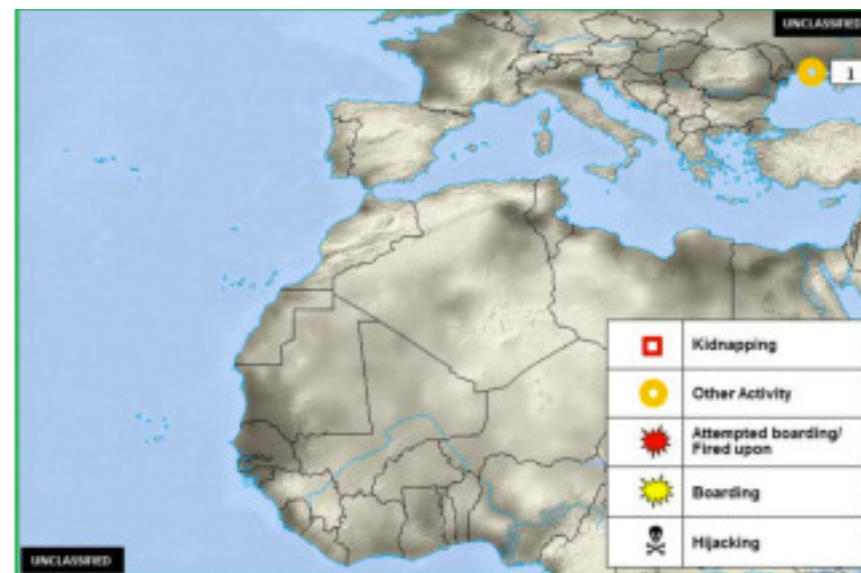 UNCLASSIFIED
1
Kidnapping
Other Activity
Attempted boarding/
Fired upon
Boarding
Hijacking
UNCLASSIFIED